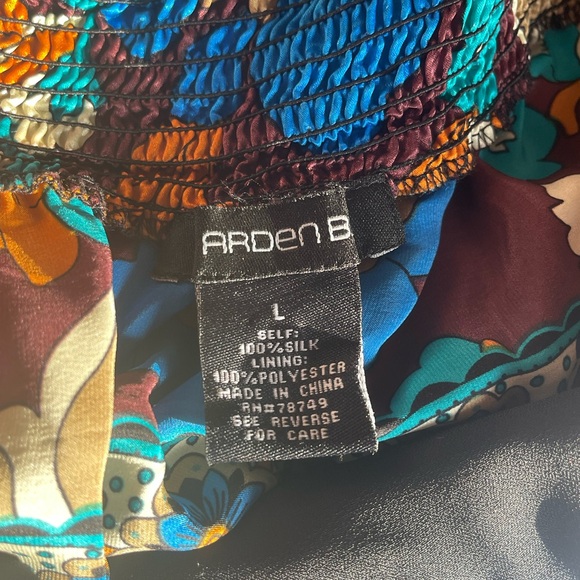 ARDen B
L
SELF:
100%SILK
LINING:
100%POLYESTER
MADE IN CHINA
RN#78749
SEE REVERSE
FOR CARE